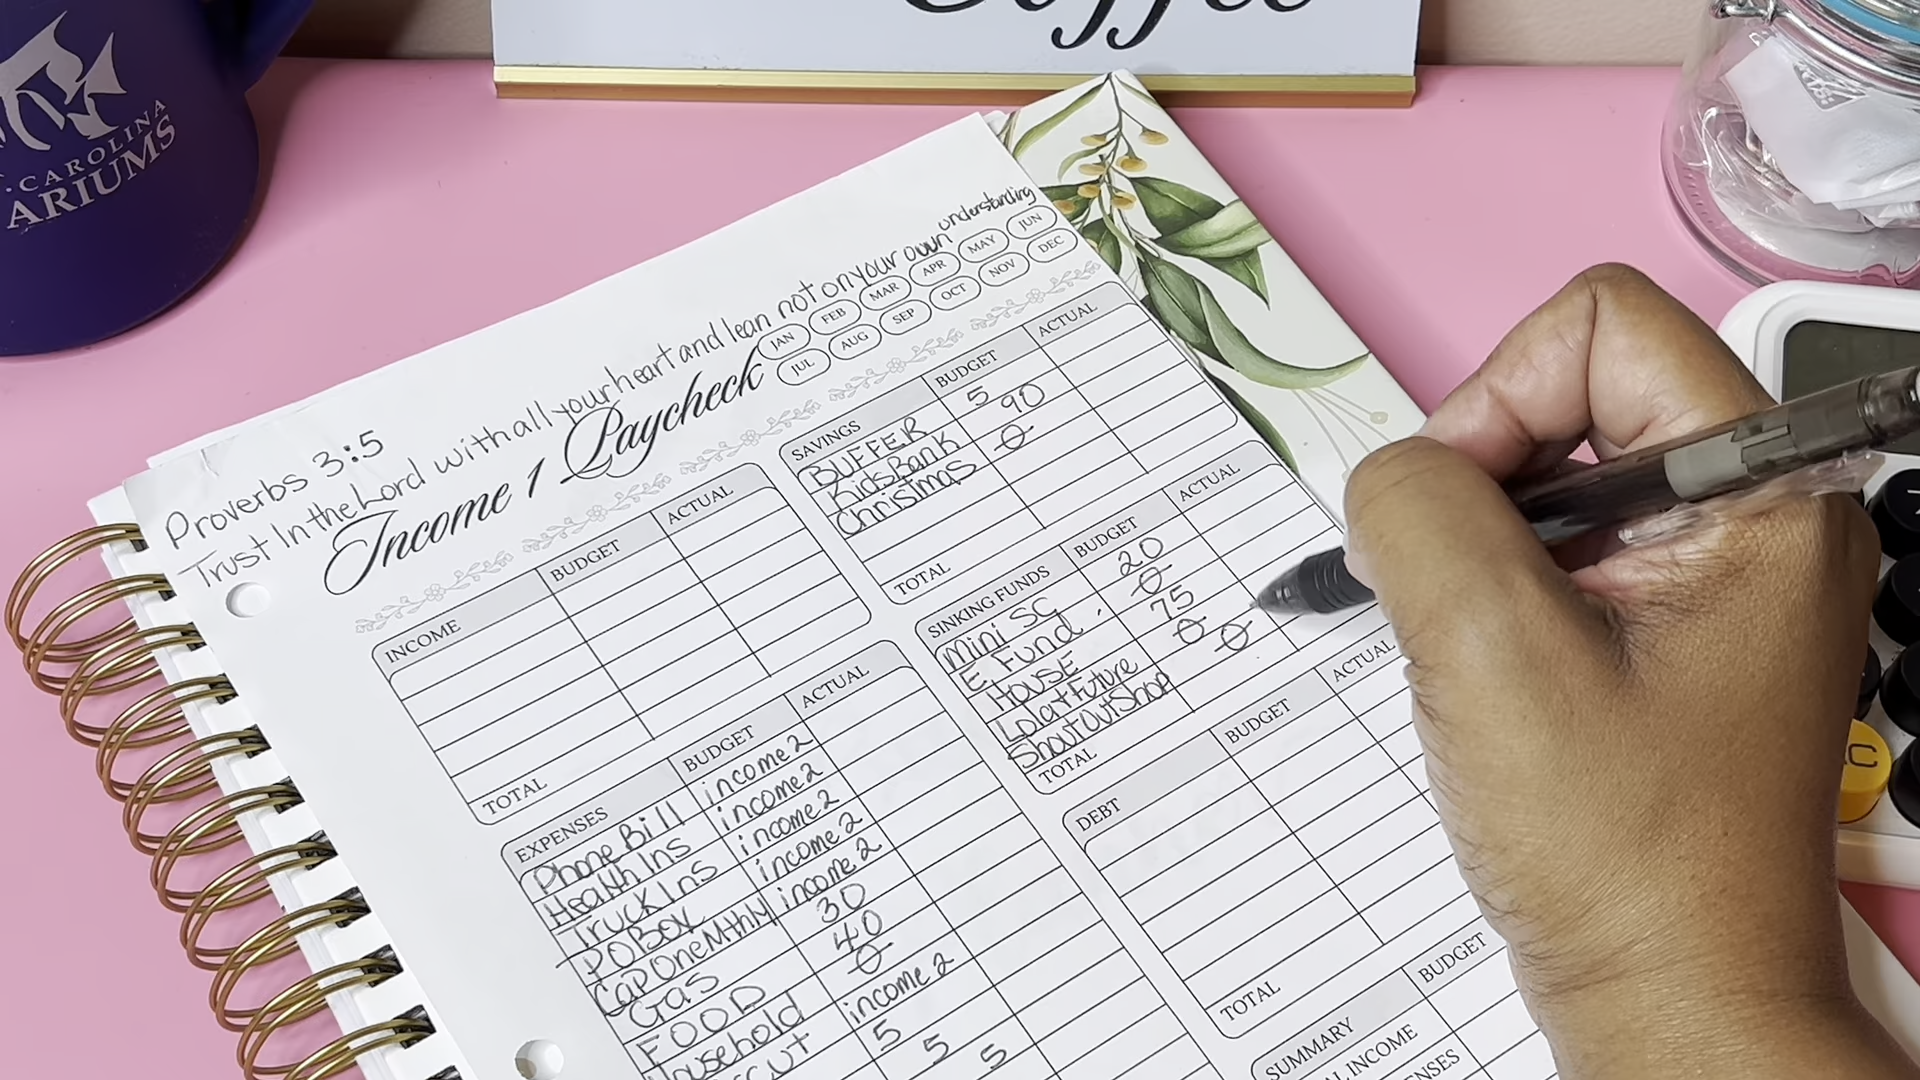 Coffee
CAROLINA
ARIUMS
Proverbs 3:5
Trust In the Lord with all your heart and lean not on your own understanding
Income 1 Paycheck
JAN FEB MAR APR MAY JUN
JUL AUG SEP OCT NOV DEC
INCOME BUDGET ACTUAL
TOTAL
EXPENSES BUDGET ACTUAL
Phone Bill income 2
Health Ins income 2
Truck Ins income 2
PO Box income 2
Cap One Mthly income 2
Gas 30
FOOD 40
Household 0
income 2
5
5
5
SAVINGS BUDGET ACTUAL
BUFFER 5
Kids Bank 90
Christmas 0
TOTAL
SINKING FUNDS BUDGET ACTUAL
Mini SG 20
E. Fund 0
HOUSE 75
Lola Future 0
Shout Out Shop 0
TOTAL
DEBT BUDGET ACTUAL
TOTAL
SUMMARY BUDGET
INCOME